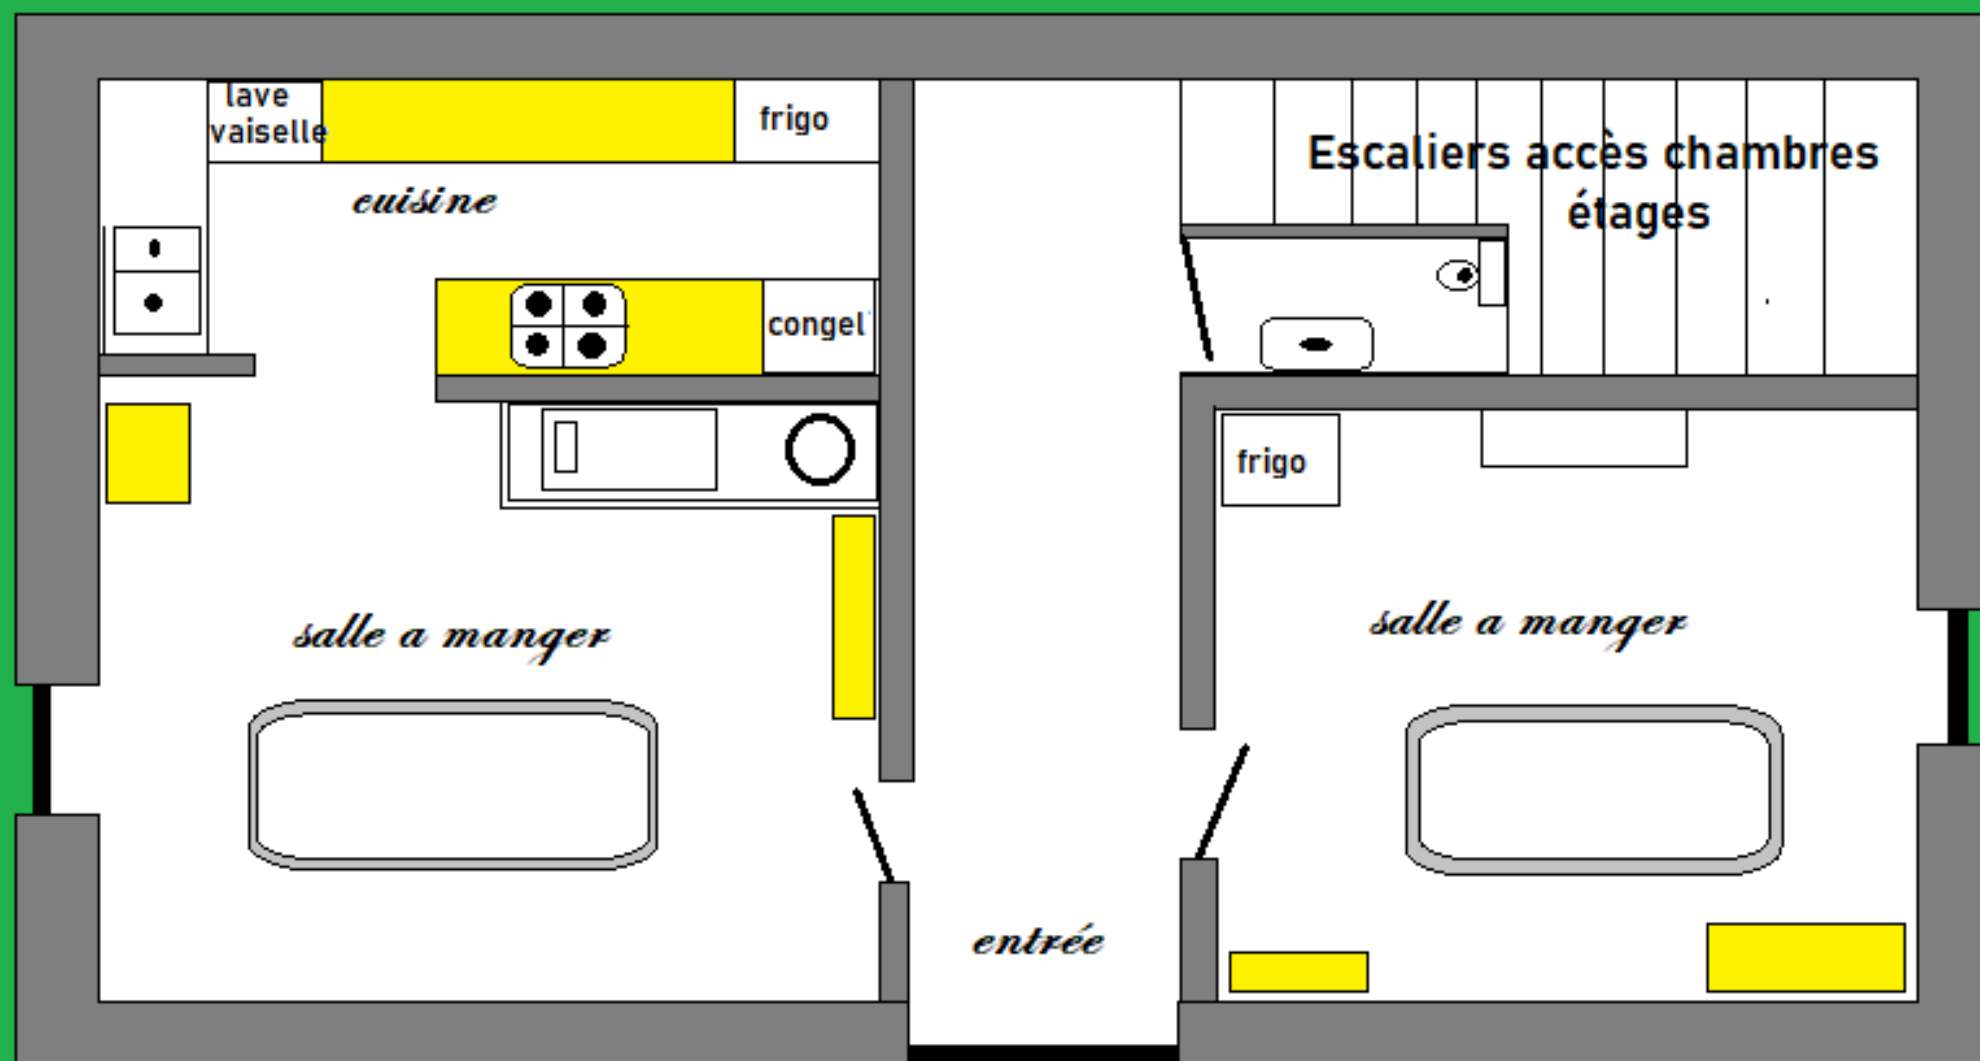 lave
vaiselle
frigo
Escaliers accès chambres
étages
cuisine
congel'
frigo
salle a manger
salle a manger
entrée